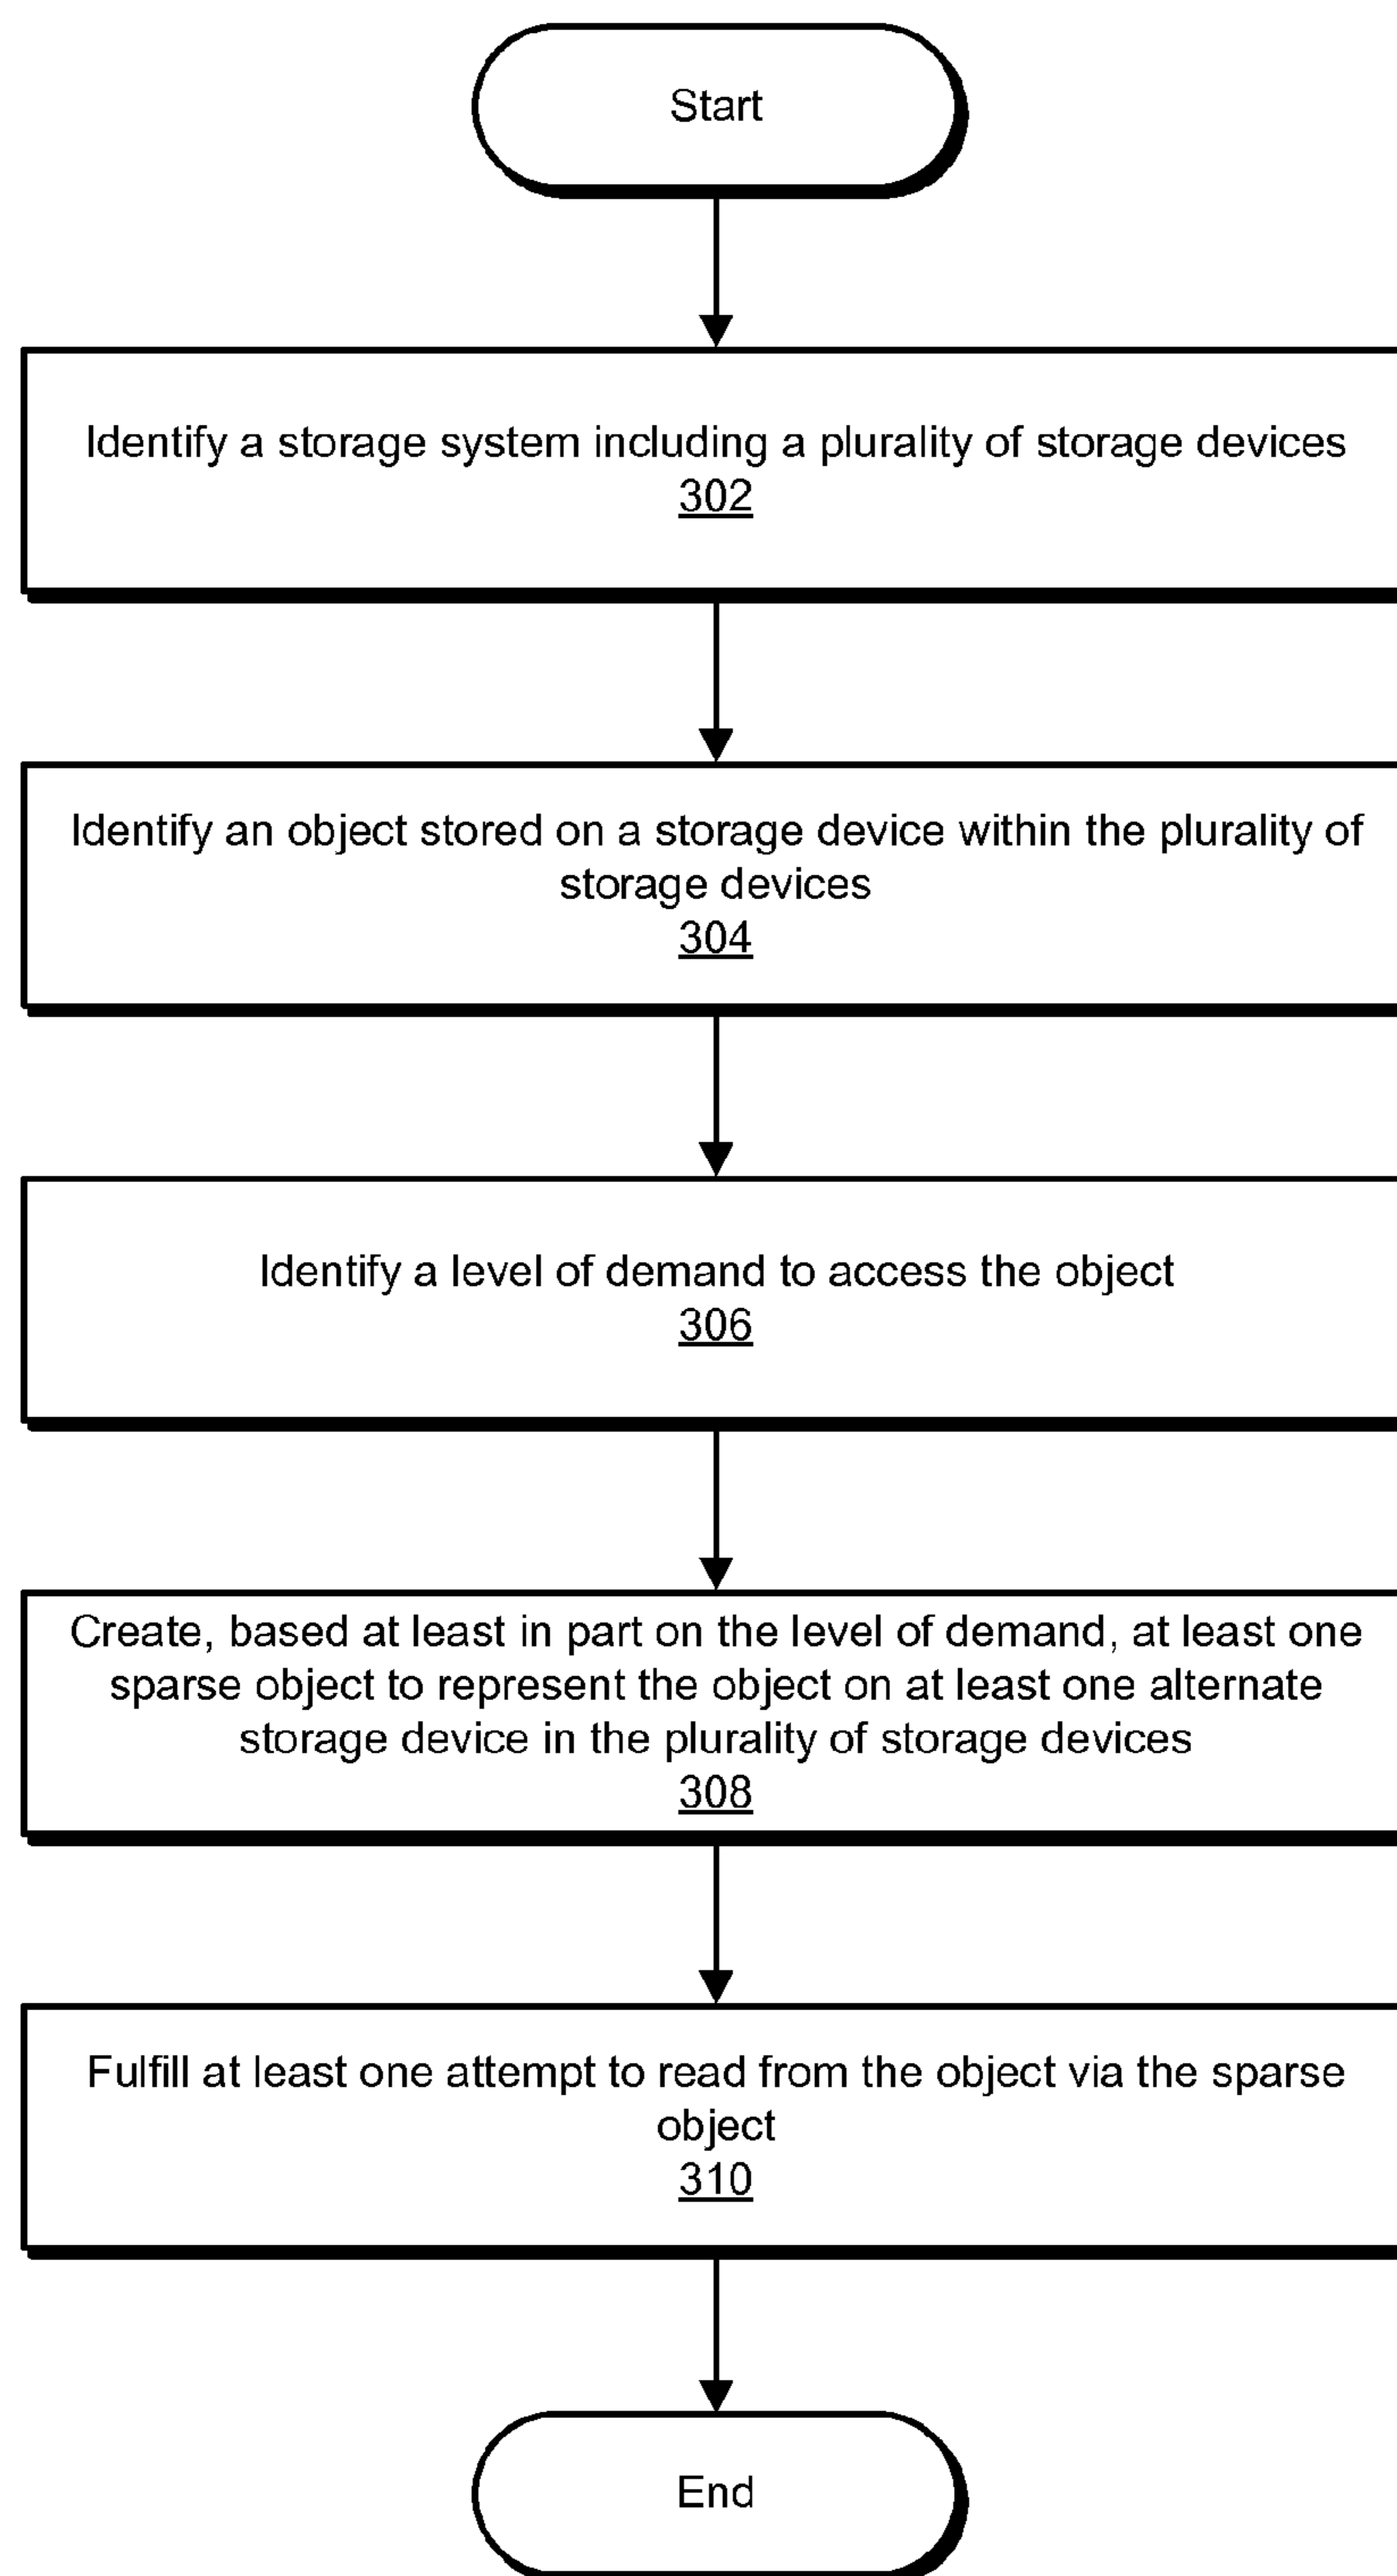 Start
Identify a storage system including a plurality of storage devices
302
Identify an object stored on a storage device within the plurality of
storage devices
304
Identify a level of demand to access the object
306
Create, based at least in part on the level of demand, at least one
sparse object to represent the object on at least one alternate
storage device in the plurality of storage devices
308
Fulfill at least one attempt to read from the object via the sparse
object
310
End